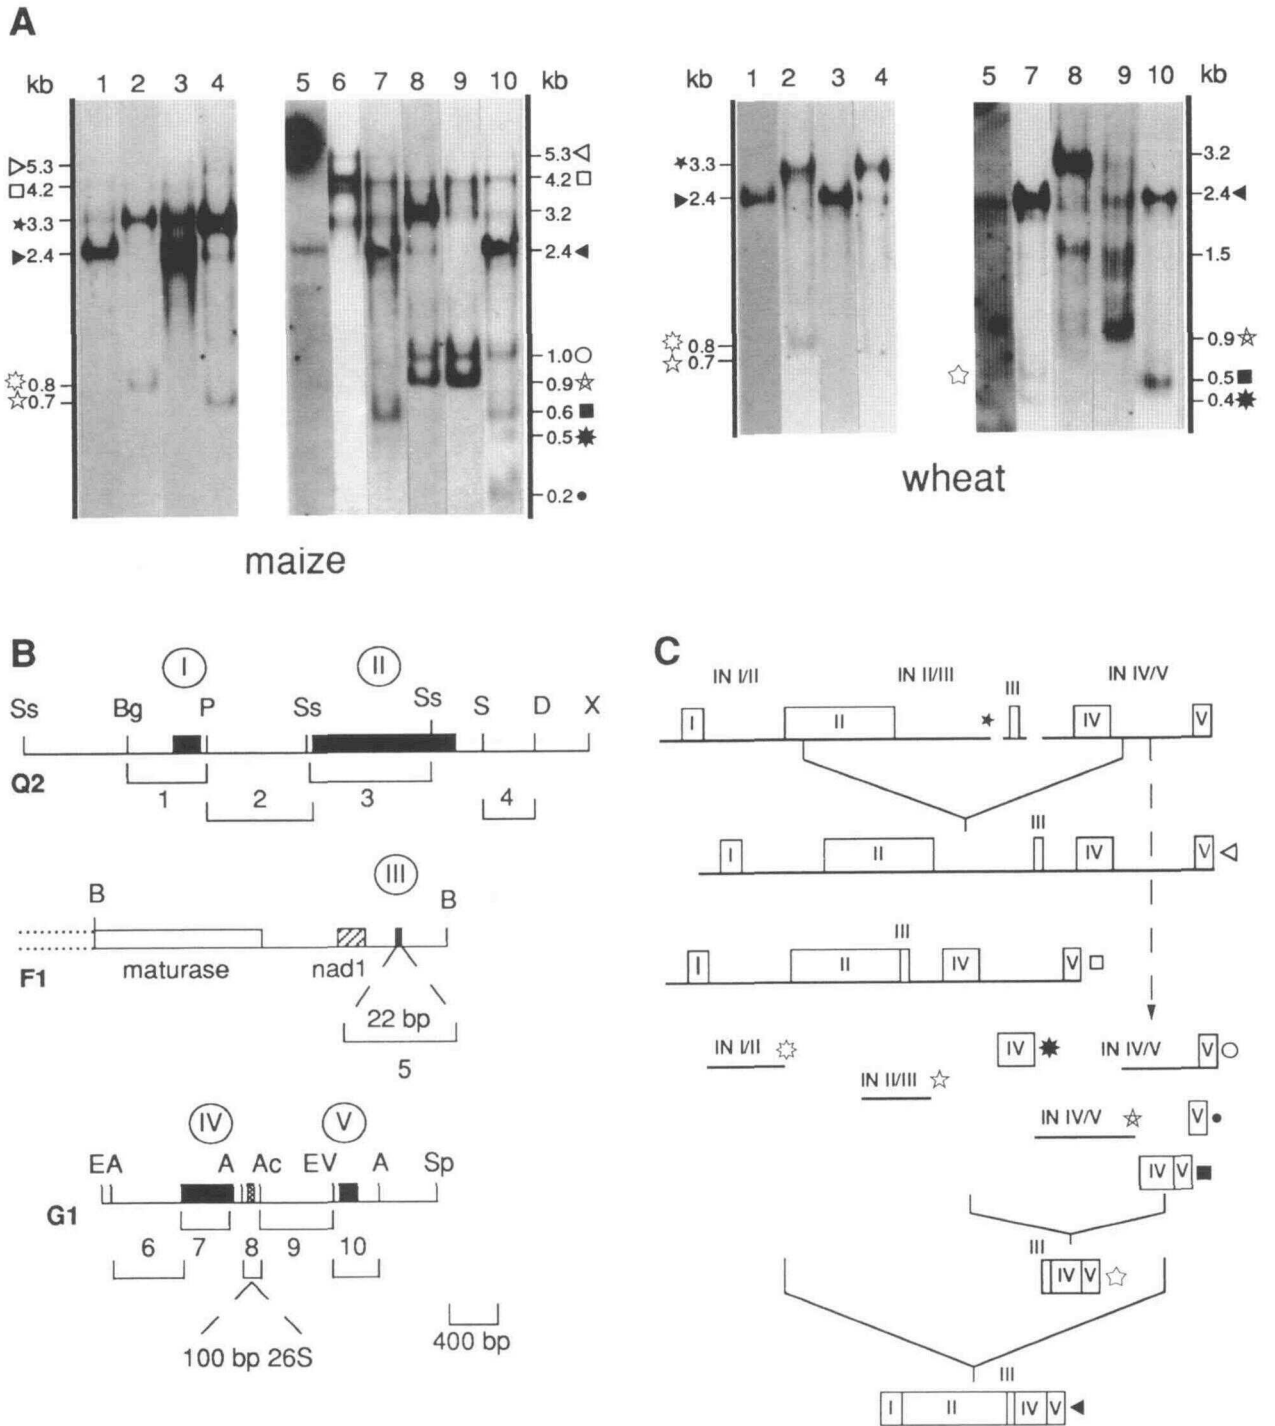 A
kb 1 2 3 4 5 6 7 8 9 10 kb
5.3
4.2
3.3
2.4
0.8
0.7
5.3
4.2
3.2
2.4
1.0
0.9
0.6
0.5
0.2
maize
kb 1 2 3 4 5 7 8 9 10 kb
3.3
2.4
0.8
0.7
3.2
2.4
1.5
0.9
0.5
0.4
wheat
B
I II
Ss Bg P Ss Ss S D X
Q2
1 2 3 4
III
B B
maturase nad1
F1
22 bp
5
IV V
EA A Ac EV A Sp
G1
6 7 8 9 10
100 bp 26S
400 bp
C
IN I/II IN II/III III IN IV/V
I II IV V
III
I II IV V
III
I II IV V
IN I/II IV IN IV/V V
IN II/III
IN IV/V V
IV V
III
IV V
III
I II IV V